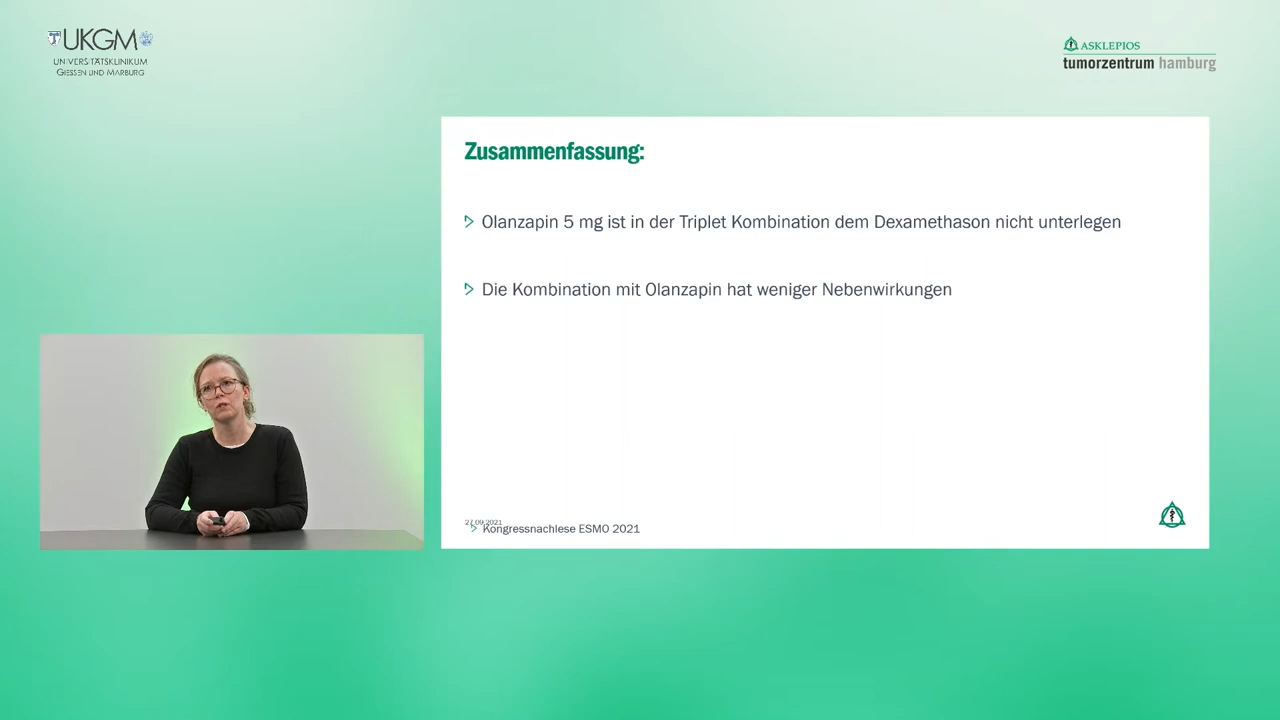 UKGM
UNIVERSITÄTSKLINIKUM
GIESSEN UND MARBURG
ASKLEPIOS
tumorzentrum hamburg
Zusammenfassung:
Olanzapin 5 mg ist in der Triplet Kombination dem Dexamethason nicht unterlegen
Die Kombination mit Olanzapin hat weniger Nebenwirkungen
27.09.2021
Kongressnachlese ESMO 2021